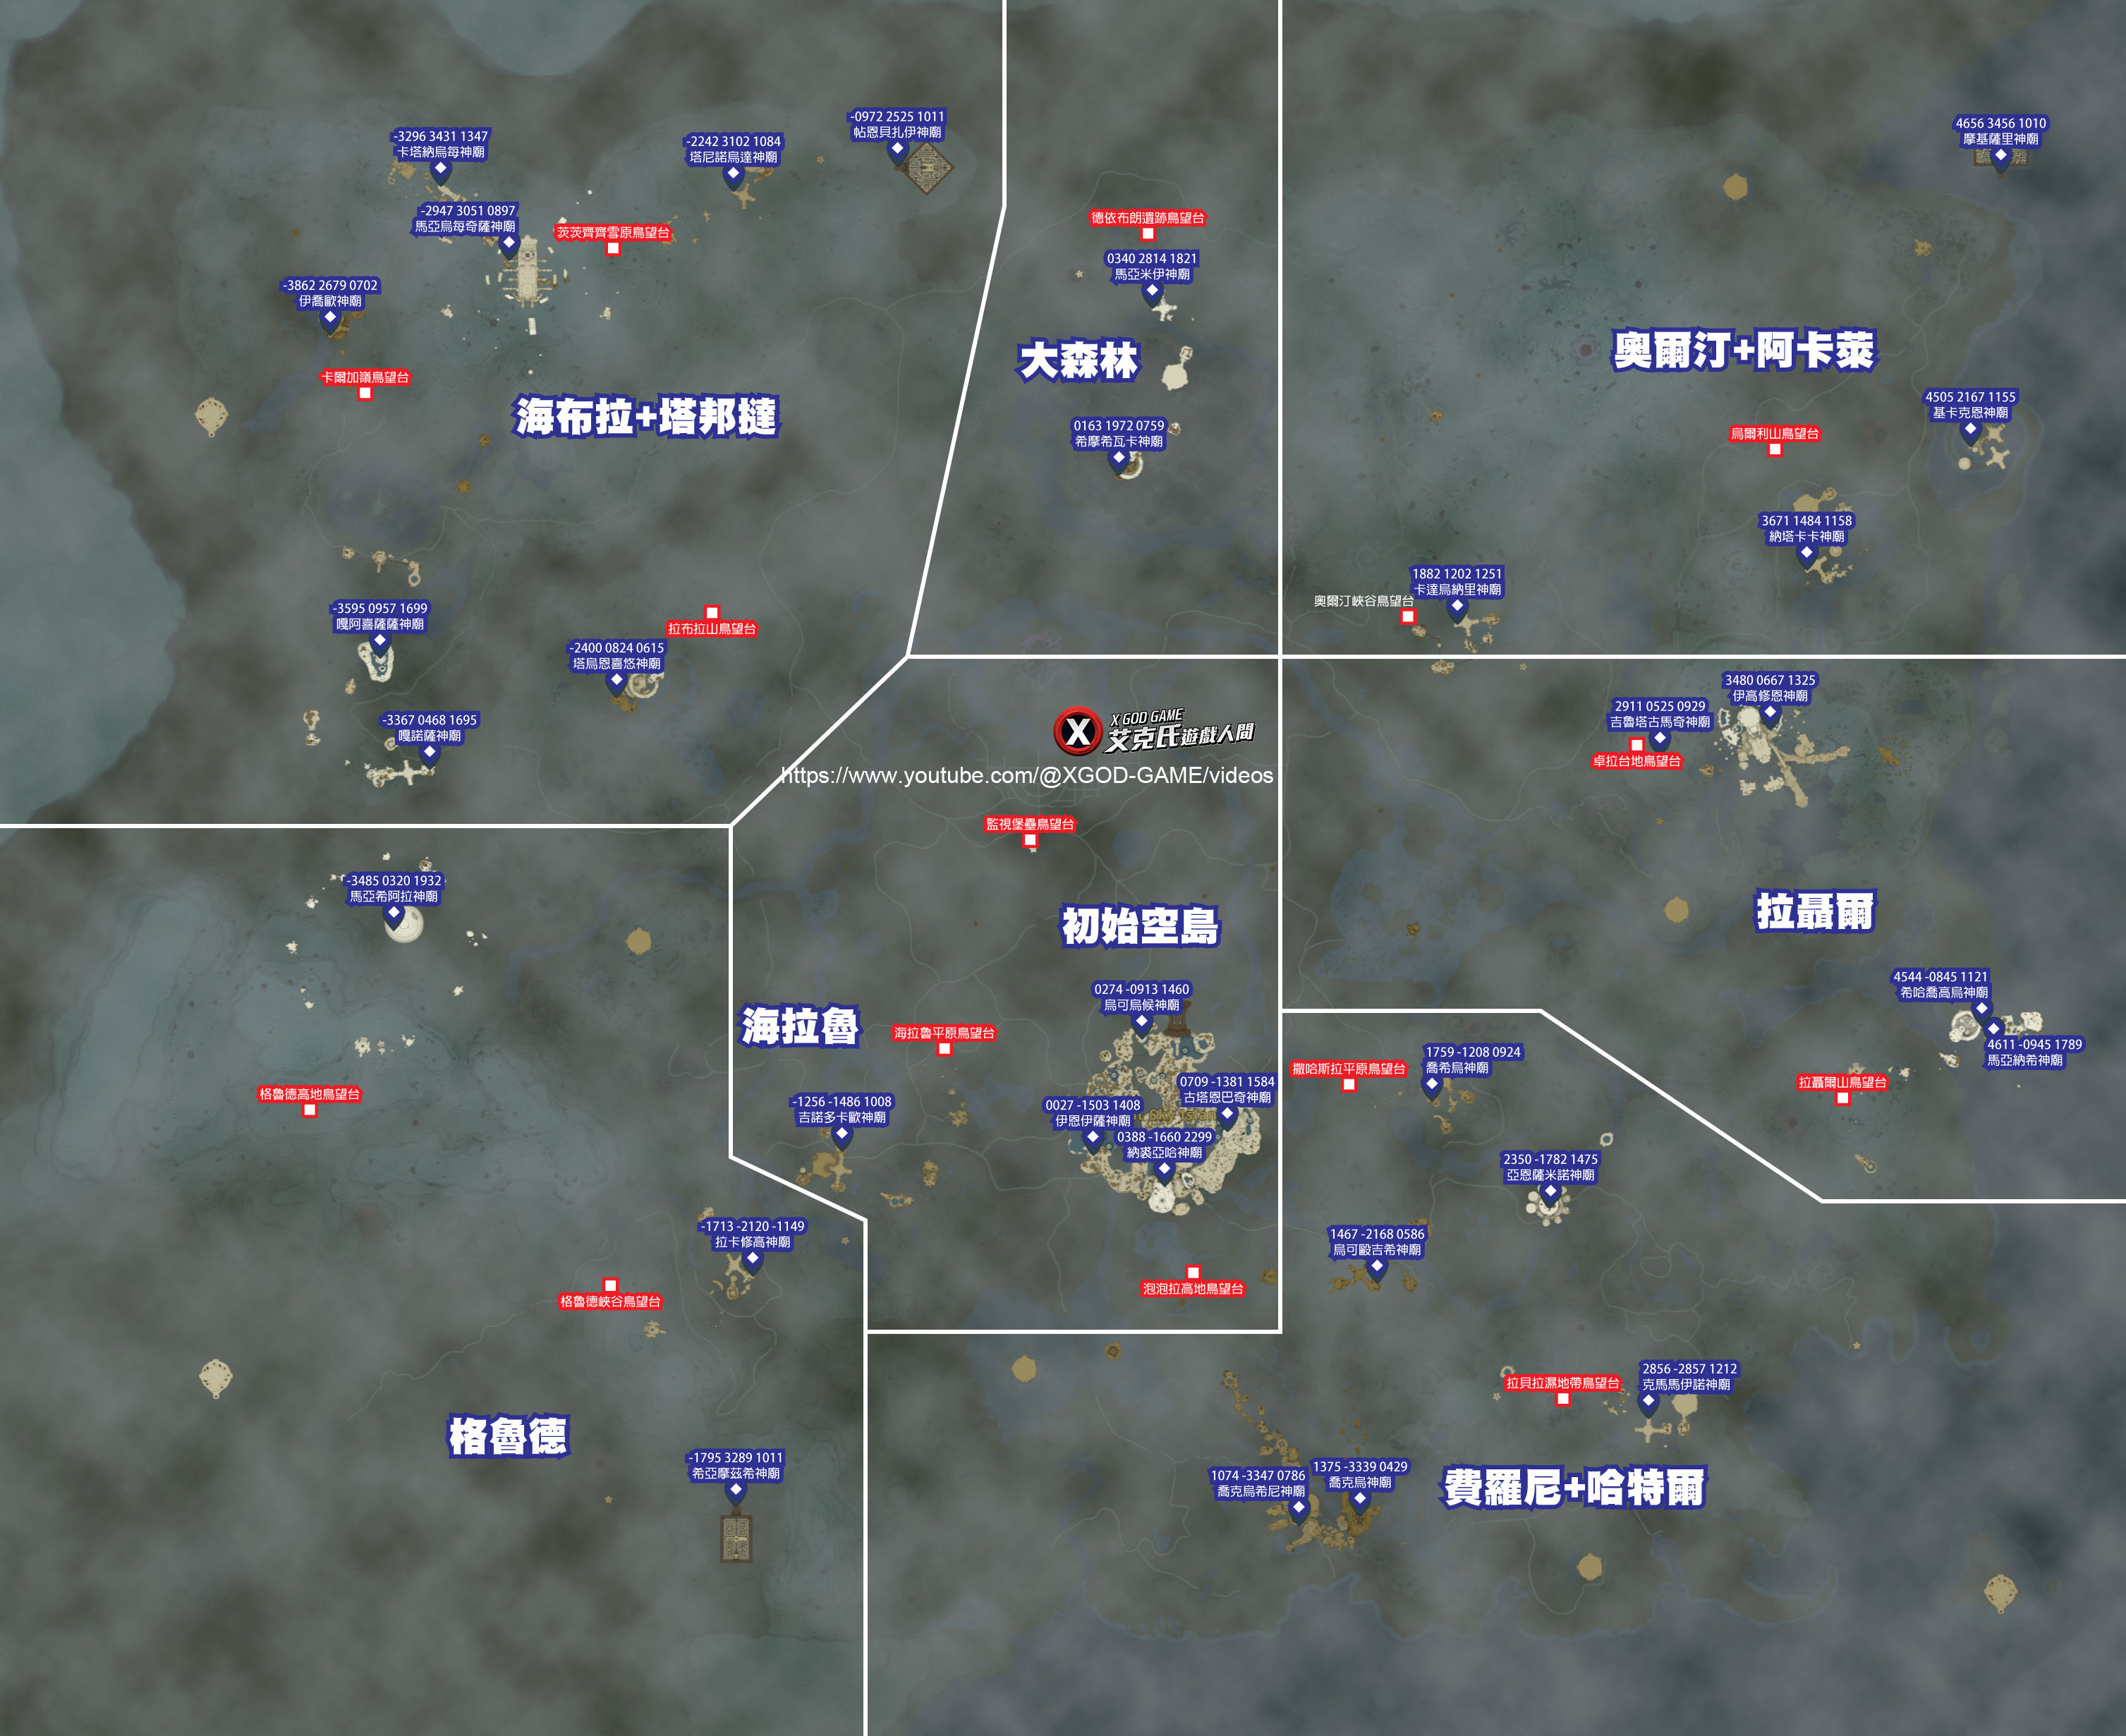 -0972 2525 1011
帖恩貝扎伊神廟
4656 3456 1010
摩基薩里神廟
-3296 3431 1347
卡塔納烏每神廟
-2242 3102 1084
塔尼諾烏達神廟
-2947 3051 0897
馬亞烏每奇薩神廟
茨茨齊齊雪原鳥望台
德依布朗遺跡鳥望台
0340 2814 1821
馬亞米伊神廟
-3862 2679 0702
伊喬歐神廟
大森林
奧爾汀+阿卡萊
卡爾加嶺鳥望台
海布拉+塔邦撻
4505 2167 1155
基卡克恩神廟
0163 1972 0759
希摩希瓦卡神廟
烏爾利山鳥望台
3671 1484 1158
納塔卡卡神廟
1882 1202 1251
卡達烏納里神廟
奧爾汀峽谷鳥望台
-3595 0957 1699
嘎阿喜薩薩神廟
拉布拉山鳥望台
-2400 0824 0615
塔烏恩喜悠神廟
3480 0667 1325
伊高修恩神廟
2911 0525 0929
吉魯塔古馬奇神廟
卓拉台地鳥望台
-3367 0468 1695
嘎諾薩神廟
X GOD GAME
艾克氏遊戲人間
https://www.youtube.com/@XGOD-GAME/videos
監視堡壘鳥望台
-3485 0320 1932
馬亞希阿拉神廟
初始空島
拉聶爾
4544 -0845 1121
希哈喬高烏神廟
0274 -0913 1460
烏可烏候神廟
海拉魯
海拉魯平原鳥望台
4611 -0945 1789
馬亞納希神廟
1759 -1208 0924
喬希烏神廟
撒哈斯拉平原鳥望台
拉聶爾山鳥望台
格魯德高地鳥望台
0709 -1381 1584
古塔恩巴奇神廟
-1256 -1486 1008
吉諾多卡歐神廟
0027 -1503 1408
伊恩伊薩神廟
0388 -1660 2299
納裘亞哈神廟
2350 -1782 1475
亞恩薩米諾神廟
-1713 -2120 -1149
拉卡修高神廟
1467 -2168 0586
烏可毆吉希神廟
泡泡拉高地鳥望台
格魯德峽谷鳥望台
2856 -2857 1212
克馬馬伊諾神廟
拉貝拉濕地帶鳥望台
格魯德
-1795 3289 1011
希亞摩茲希神廟
1074 -3347 0786
喬克烏希尼神廟
1375 -3339 0429
喬克烏神廟
費羅尼+哈特爾